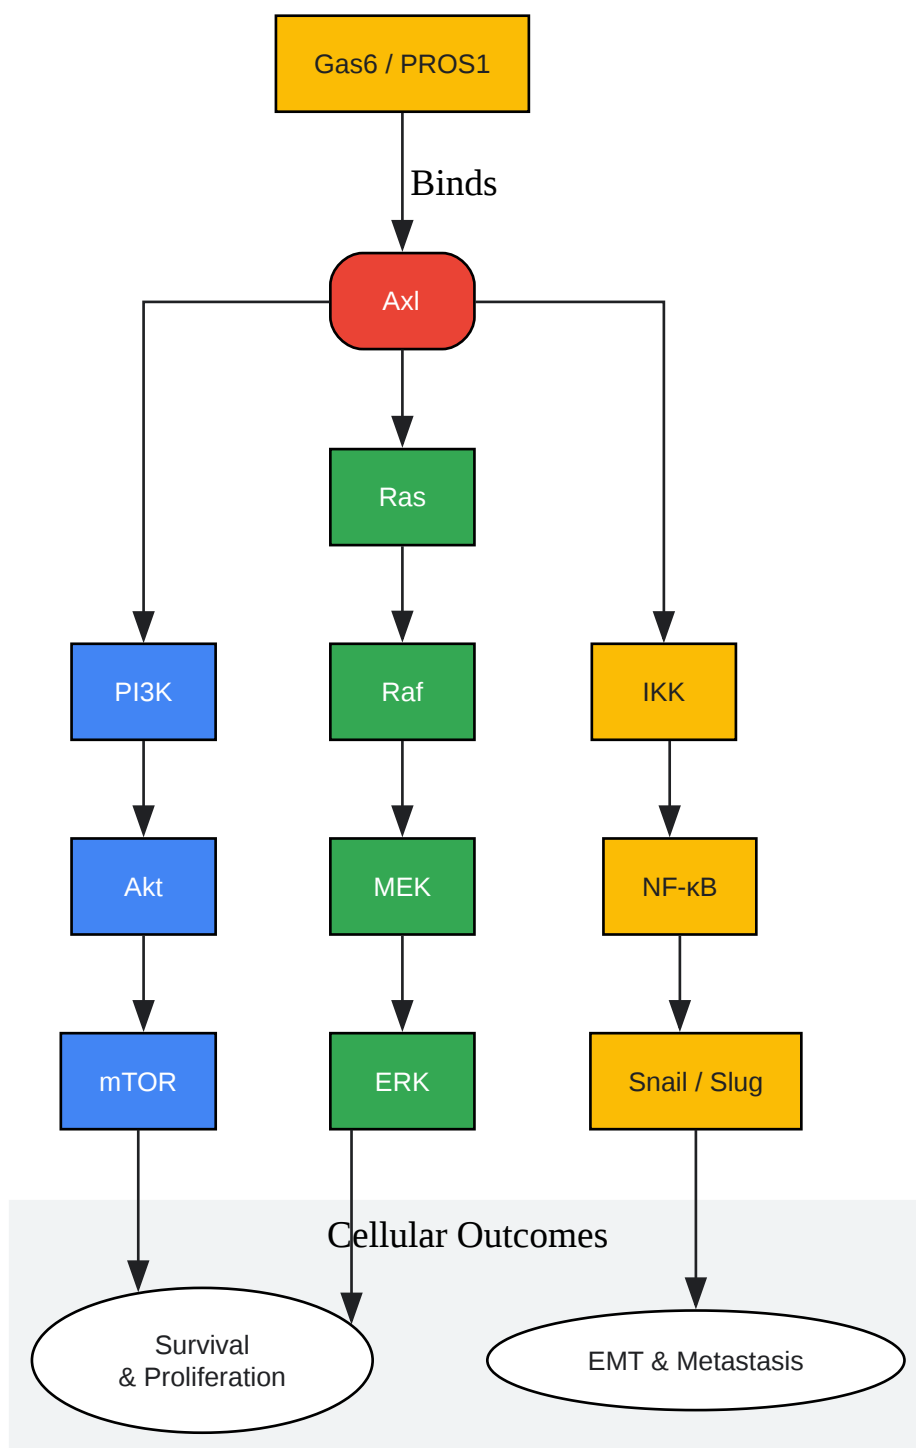 Gas6 / PROS1
Binds
Axl
Ras
PI3K
Raf
IKK
Akt
MEK
NF-κB
mTOR
ERK
Snail / Slug
Cellular Outcomes
Survival
& Proliferation
EMT & Metastasis